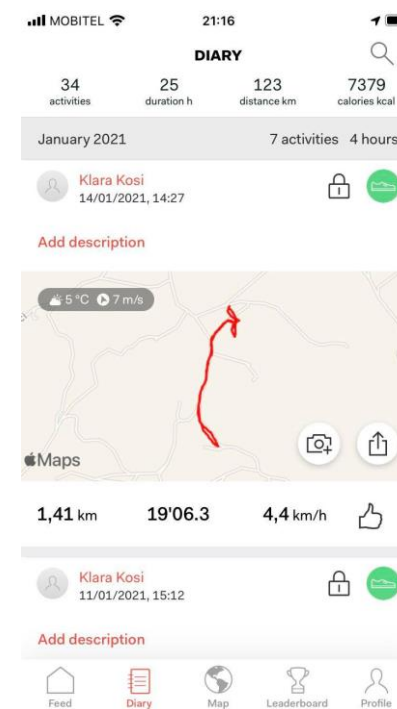 MOBITEL 21:16
DIARY
34 25 123 7379
activities duration h distance km calories kcal
January 2021 7 activities 4 hours
Klara Kosi
14/01/2021, 14:27
Add description
5 °C 7 m/s
Maps
1,41 km 19'06.3 4,4 km/h
Klara Kosi
11/01/2021, 15:12
Add description
Feed Diary Map Leaderboard Profile